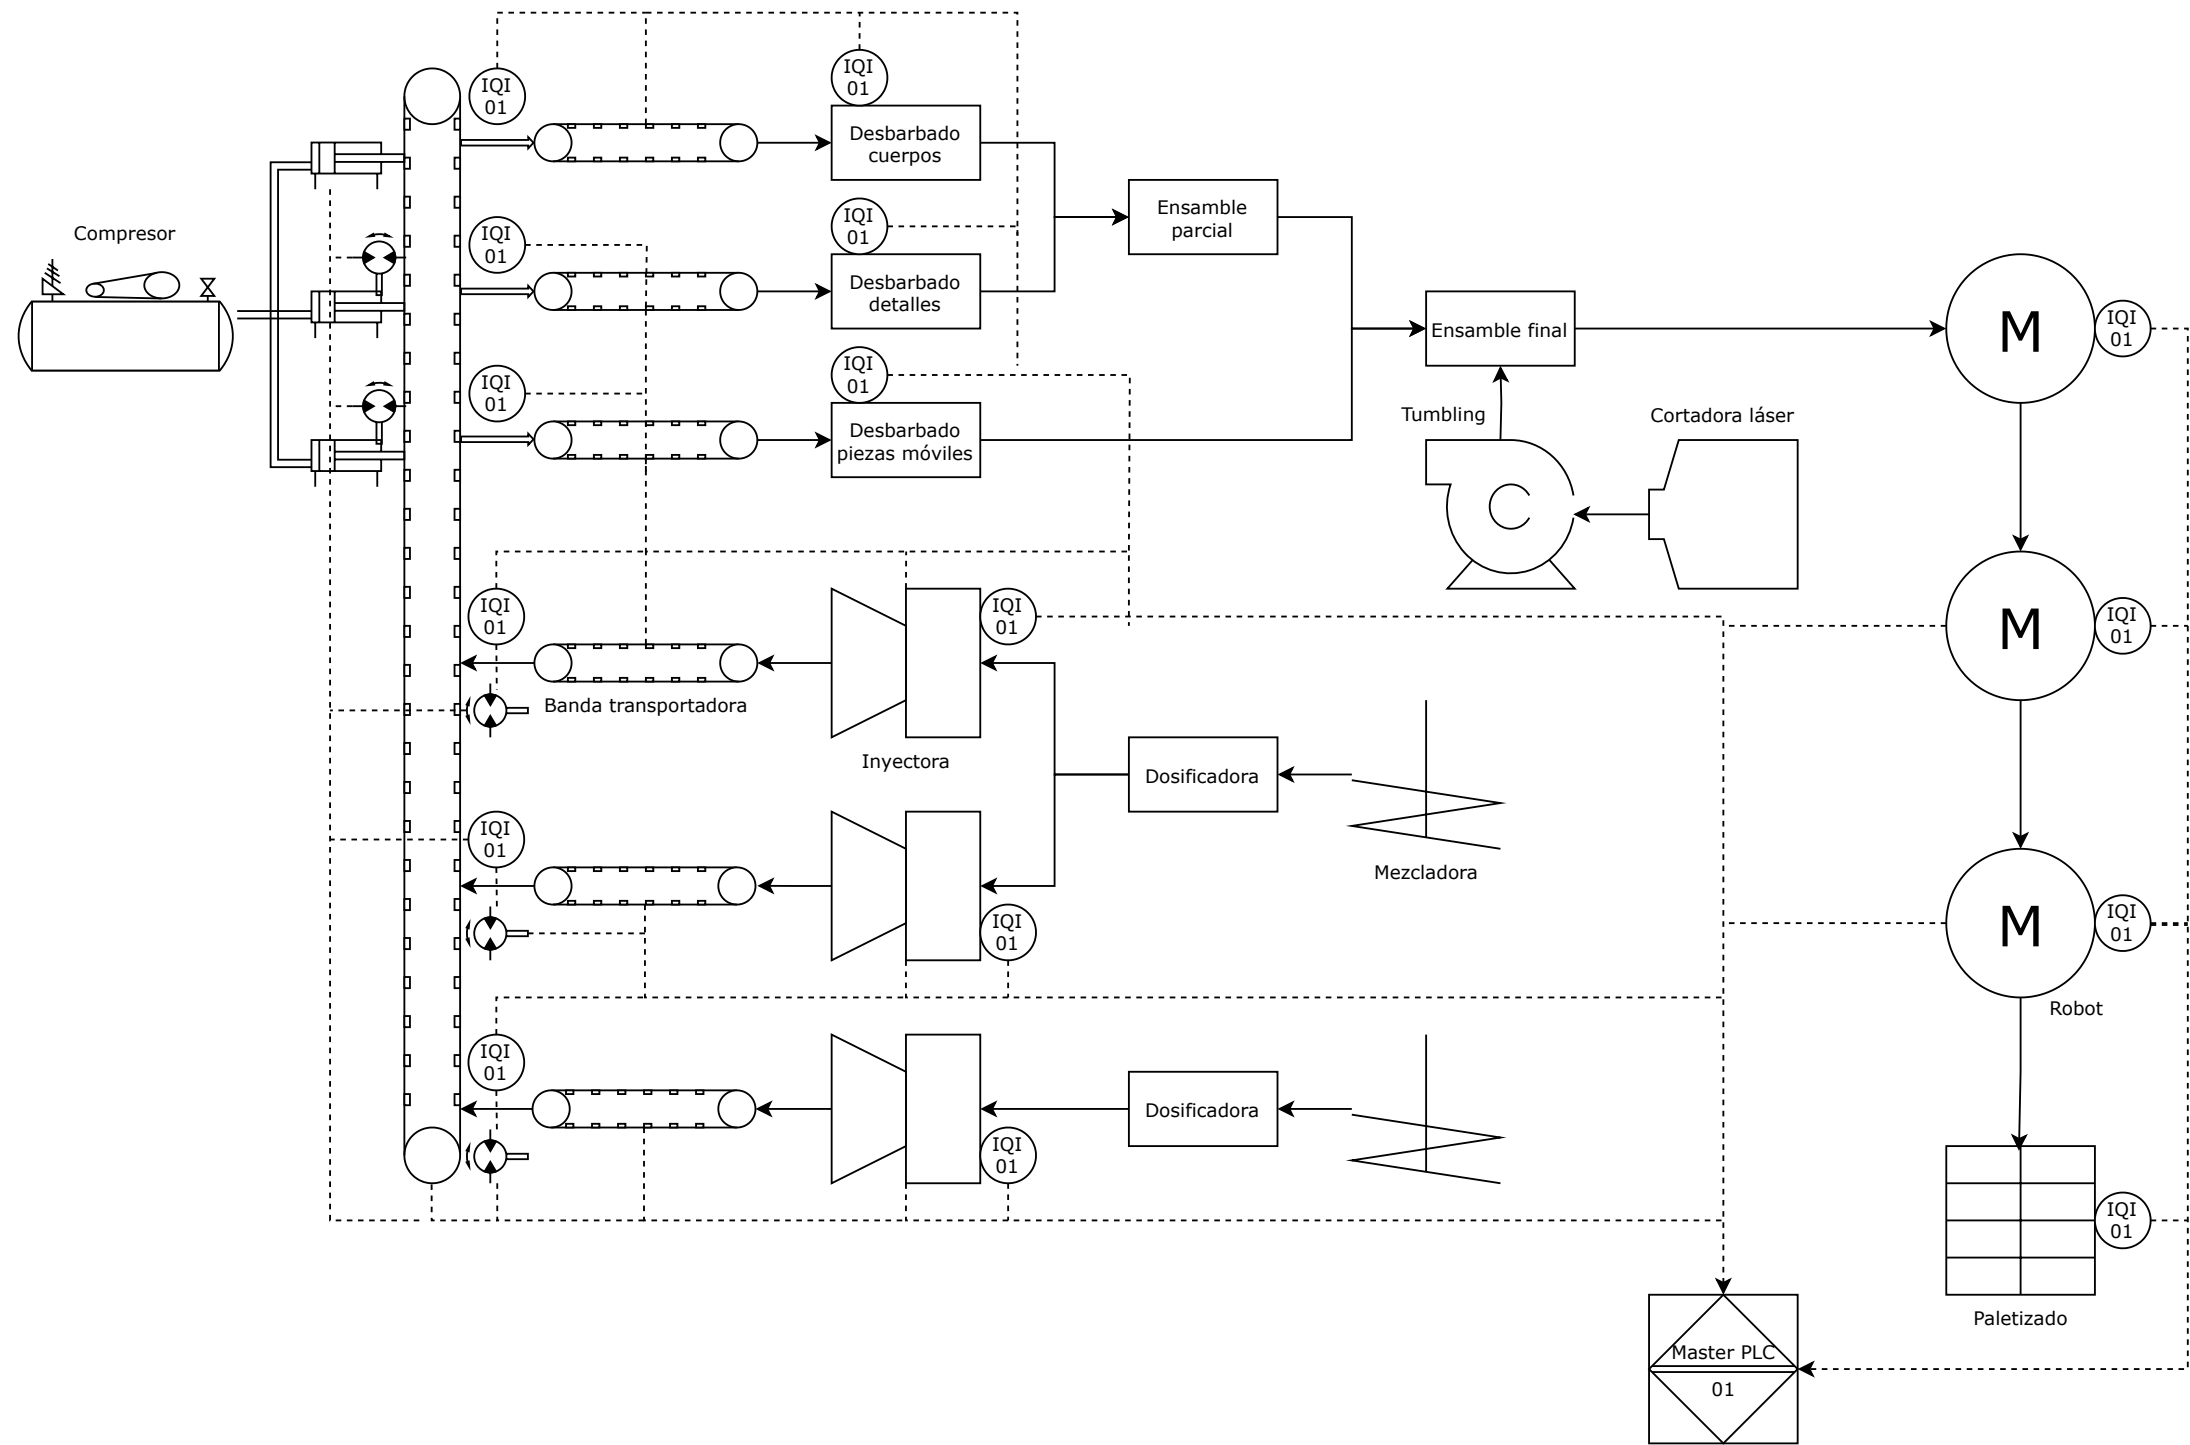 IQI
01
IQI
01
Desbarbado
cuerpos
Compresor
IQI
01
IQI
01
Desbarbado
detalles
Ensamble
parcial
IQI
01
IQI
01
Desbarbado
piezas móviles
Ensamble final
M
IQI
01
Tumbling
Cortadora láser
IQI
01
IQI
01
M
IQI
01
Banda transportadora
Inyectora
Dosificadora
Mezcladora
IQI
01
IQI
01
M
IQI
01
Robot
IQI
01
IQI
01
Dosificadora
IQI
01
Paletizado
Master PLC
01